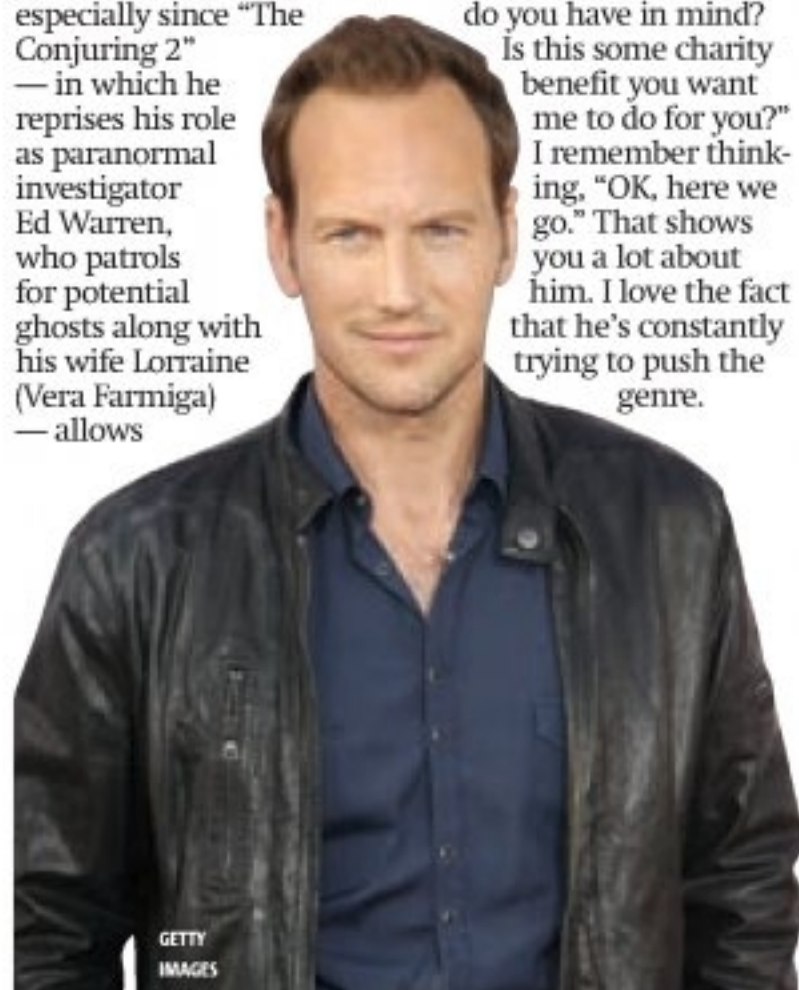 especially since “The
Conjuring 2”
— in which he
reprises his role
as paranormal
investigator
Ed Warren,
who patrols
for potential
ghosts along with
his wife Lorraine
(Vera Farmiga)
— allows
do you have in mind?
Is this some charity
benefit you want
me to do for you?”
I remember think-
ing, “OK, here we
go.” That shows
you a lot about
him. I love the fact
that he’s constantly
trying to push the
genre.
GETTY
IMAGES